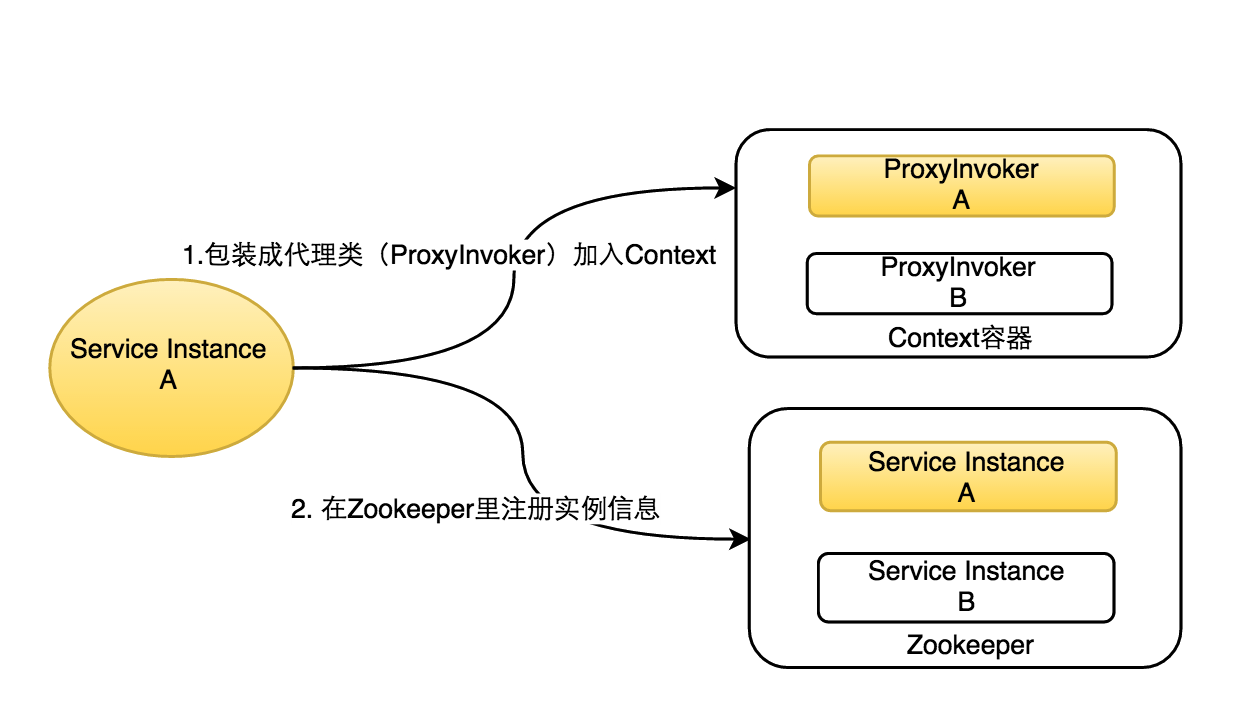 ProxyInvoker
A
1.包装成代理类（ProxyInvoker）加入Context
ProxyInvoker
B
Context容器
Service Instance
A
Service Instance
A
2. 在Zookeeper里注册实例信息
Service Instance
B
Zookeeper